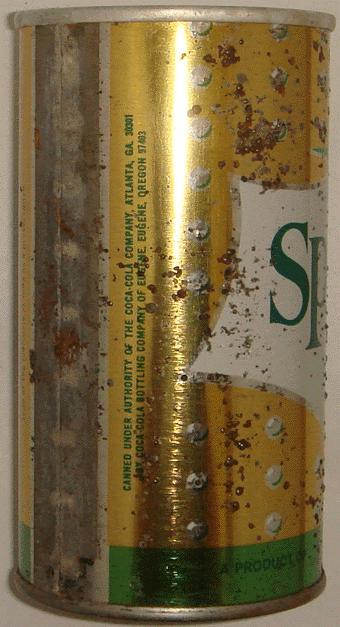 CANNED UNDER AUTHORITY OF THE COCA-COLA COMPANY, ATLANTA, GA. 30301
BY COCA-COLA BOTTLING COMPANY OF EUGENE, EUGENE, OREGON 97403
Sp
A PRODUCT OF